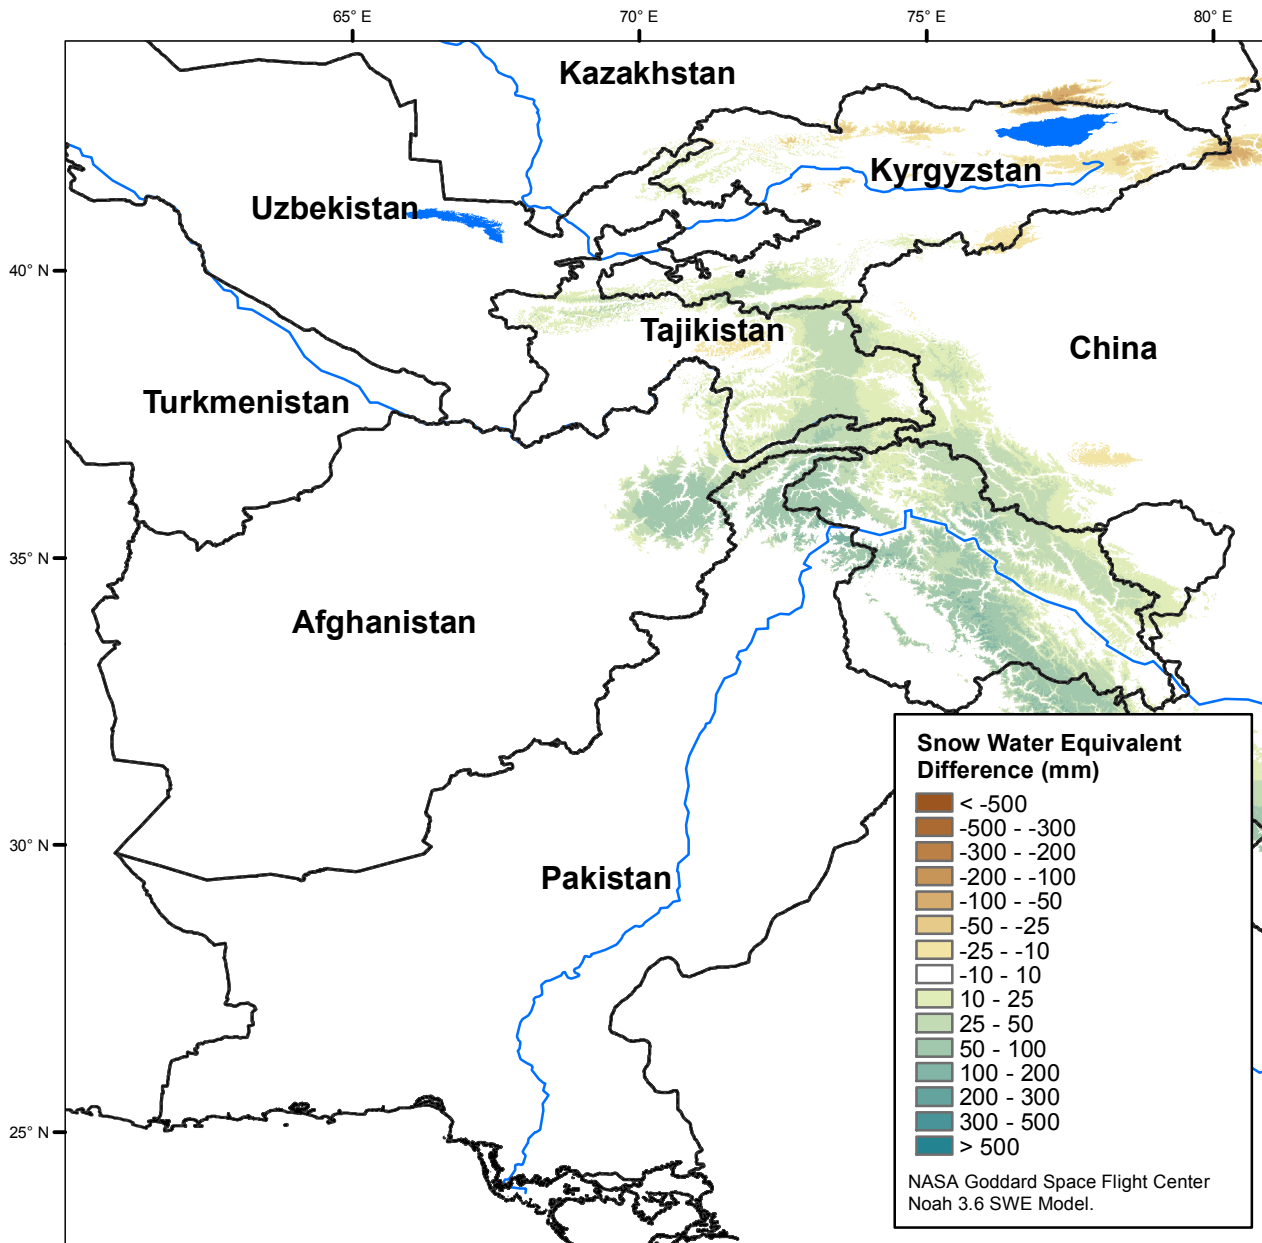 65° E
70° E
75° E
80° E
Kazakhstan
Kyrgyzstan
Uzbekistan
40° N
Tajikistan
China
Turkmenistan
35° N
Afghanistan
30° N
Pakistan
25° N
Snow Water Equivalent
Difference (mm)
< -500
-500 - -300
-300 - -200
-200 - -100
-100 - -50
-50 - -25
-25 - -10
-10 - 10
10 - 25
25 - 50
50 - 100
100 - 200
200 - 300
300 - 500
> 500
NASA Goddard Space Flight Center
Noah 3.6 SWE Model.